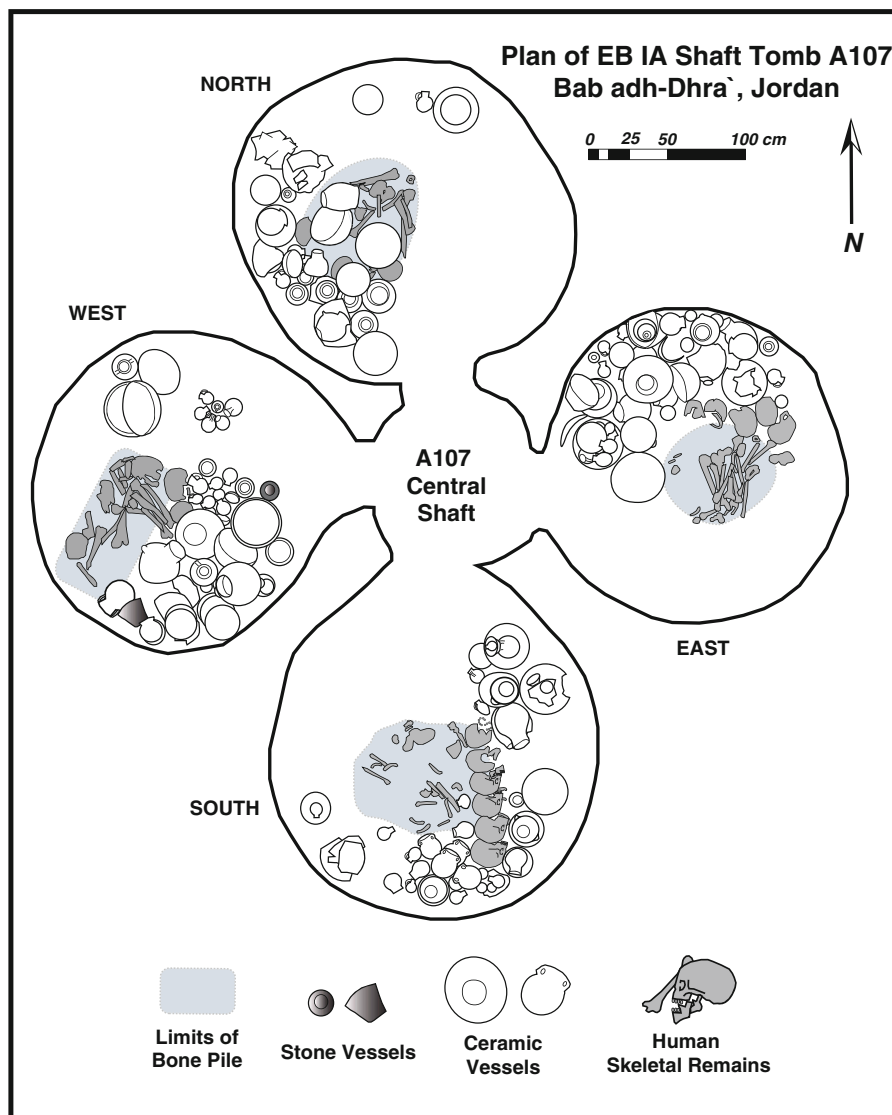 Plan of EB IA Shaft Tomb A107
Bab adh-Dhra`, Jordan
NORTH
0 25 50 100 cm
N
WEST
A107
Central
Shaft
EAST
SOUTH
Limits of
Bone Pile
Stone Vessels
Ceramic
Vessels
Human
Skeletal Remains